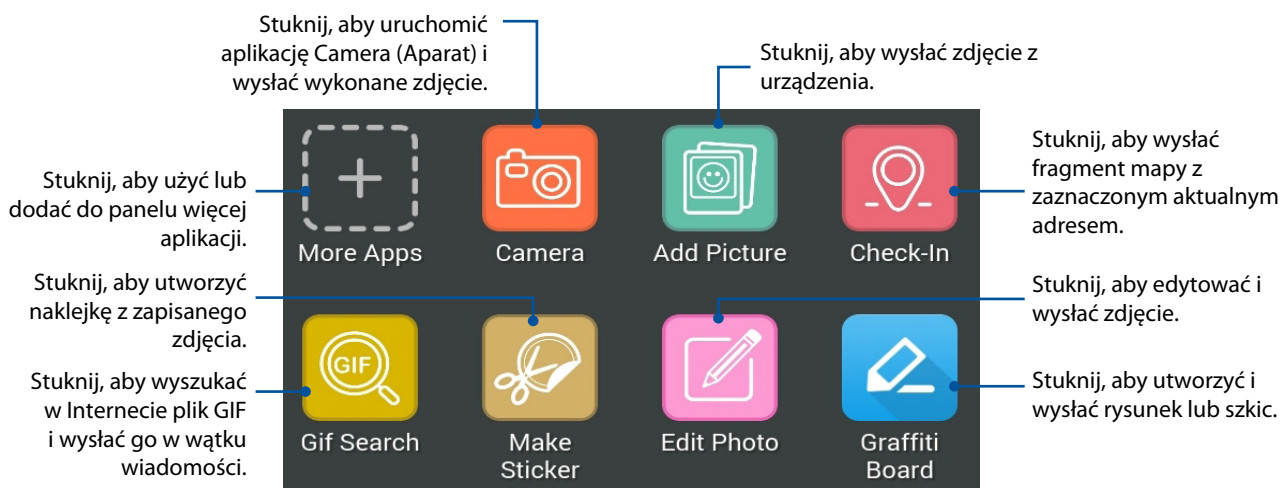 Stuknij, aby uruchomić
aplikację Camera (Aparat) i
wysłać wykonane zdjęcie.
Stuknij, aby wysłać zdjęcie z
urządzenia.
Stuknij, aby użyć lub
dodać do panelu więcej
aplikacji.
Stuknij, aby wysłać
fragment mapy z
zaznaczonym aktualnym
adresem.
More Apps
Camera
Add Picture
Check-In
Stuknij, aby utworzyć
naklejkę z zapisanego
zdjęcia.
Stuknij, aby edytować i
wysłać zdjęcie.
Stuknij, aby wyszukać
w Internecie plik GIF
i wysłać go w wątku
wiadomości.
GIF
Stuknij, aby utworzyć i
wysłać rysunek lub szkic.
Gif Search
Make
Sticker
Edit Photo
Graffiti
Board